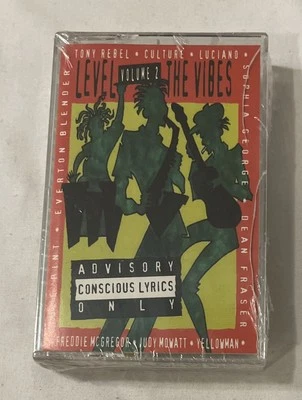 TONY REBEL • CULTURE • LUCIANO •
LEVEL VOLUME 2 THE VIBES
SOPHIA GEORGE • DEAN FRASER
FREDDIE MCGREGOR • JUDY MOWATT • YELLOWMAN •
MINT • EVERTON BLENDER
ADVISORY
CONSCIOUS LYRICS
ONLY